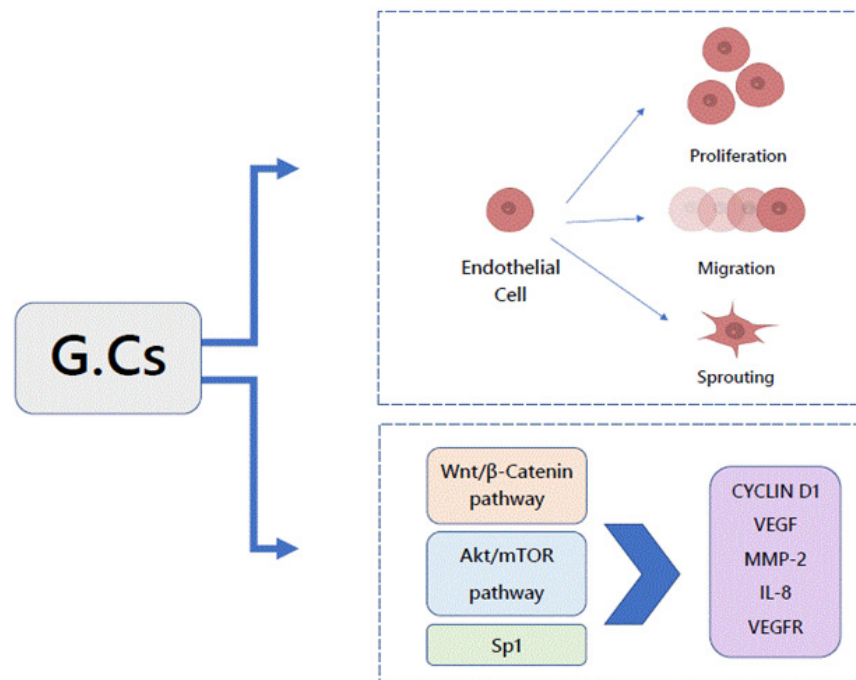 G.Cs
Proliferation
Endothelial
Cell
Migration
Sprouting
Wnt/β-Catenin
pathway
Akt/mTOR
pathway
Sp1
CYCLIN D1
VEGF
MMP-2
IL-8
VEGFR